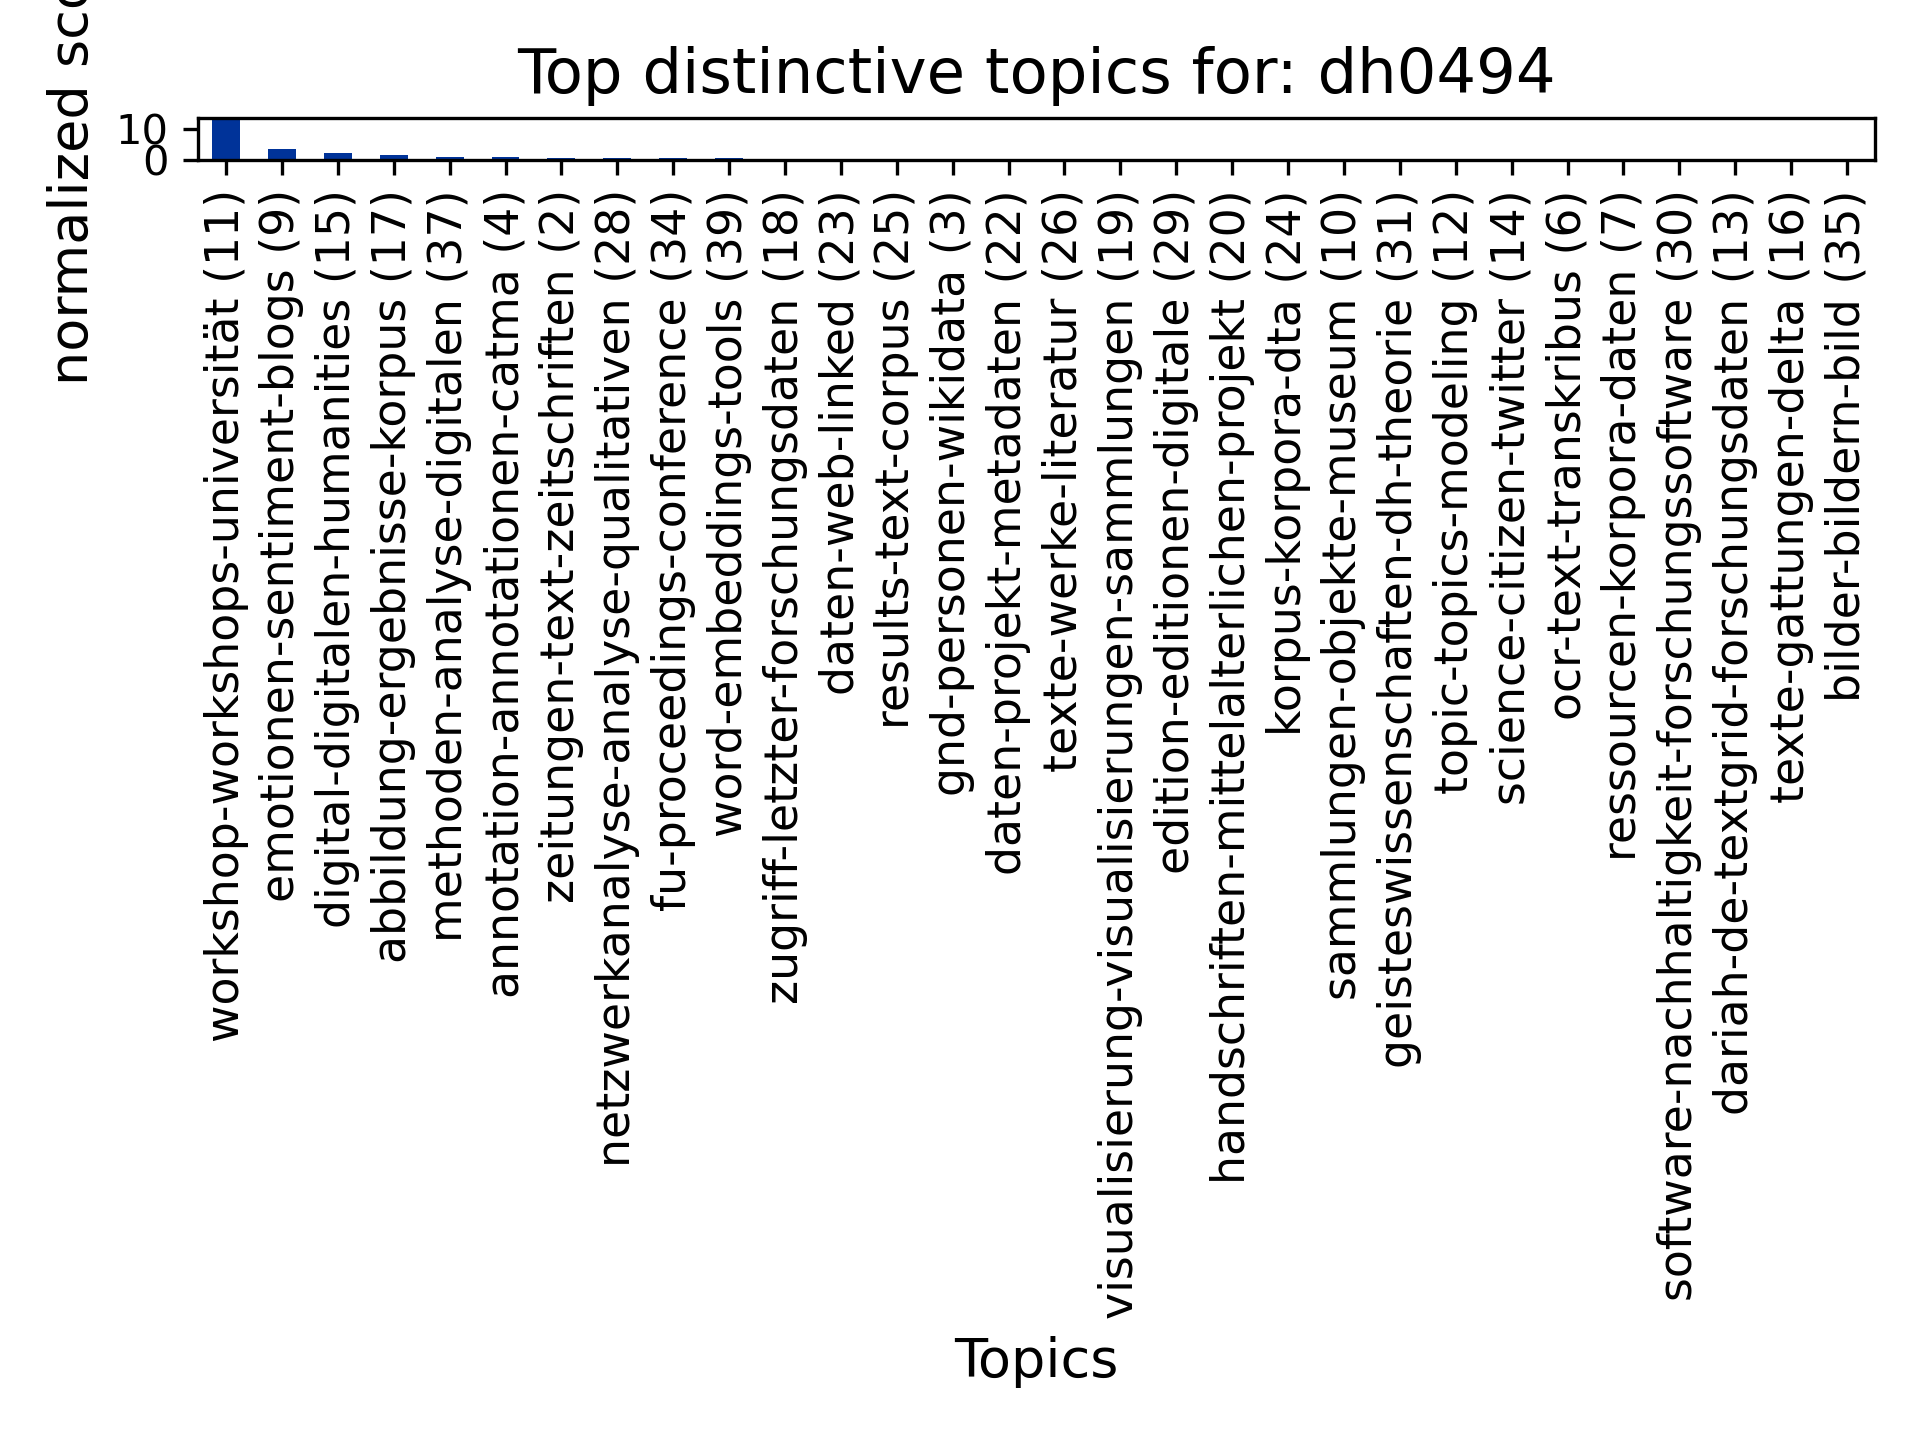 Top distinctive topics for: dh0494
normalized
10
0
workshop-workshops-universität (11)
emotionen-sentiment-blogs (9)
digital-digitalen-humanities (15)
abbildung-ergebnisse-korpus (17)
methoden-analyse-digitalen (37)
annotation-annotationen-catma (4)
zeitungen-text-zeitschriften (2)
netzwerkanalyse-analyse-qualitativen (28)
fu-proceedings-conference (34)
word-embeddings-tools (39)
zugriff-letzter-forschungsdaten (18)
daten-web-linked (23)
results-text-corpus (25)
gnd-personen-wikidata (3)
daten-projekt-metadaten (22)
texte-werke-literatur (26)
visualisierung-visualisierungen-sammlungen (19)
edition-editionen-digitale (29)
handschriften-mittelalterlichen-projekt (20)
korpus-korpora-dta (24)
sammlungen-objekte-museum (10)
geisteswissenschaften-dh-theorie (31)
topic-topics-modeling (12)
science-citizen-twitter (14)
ocr-text-transkribus (6)
ressourcen-korpora-daten (7)
software-nachhaltigkeit-forschungssoftware (30)
dariah-de-textgrid-forschungsdaten (13)
texte-gattungen-delta (16)
bilder-bildern-bild (35)
Topics